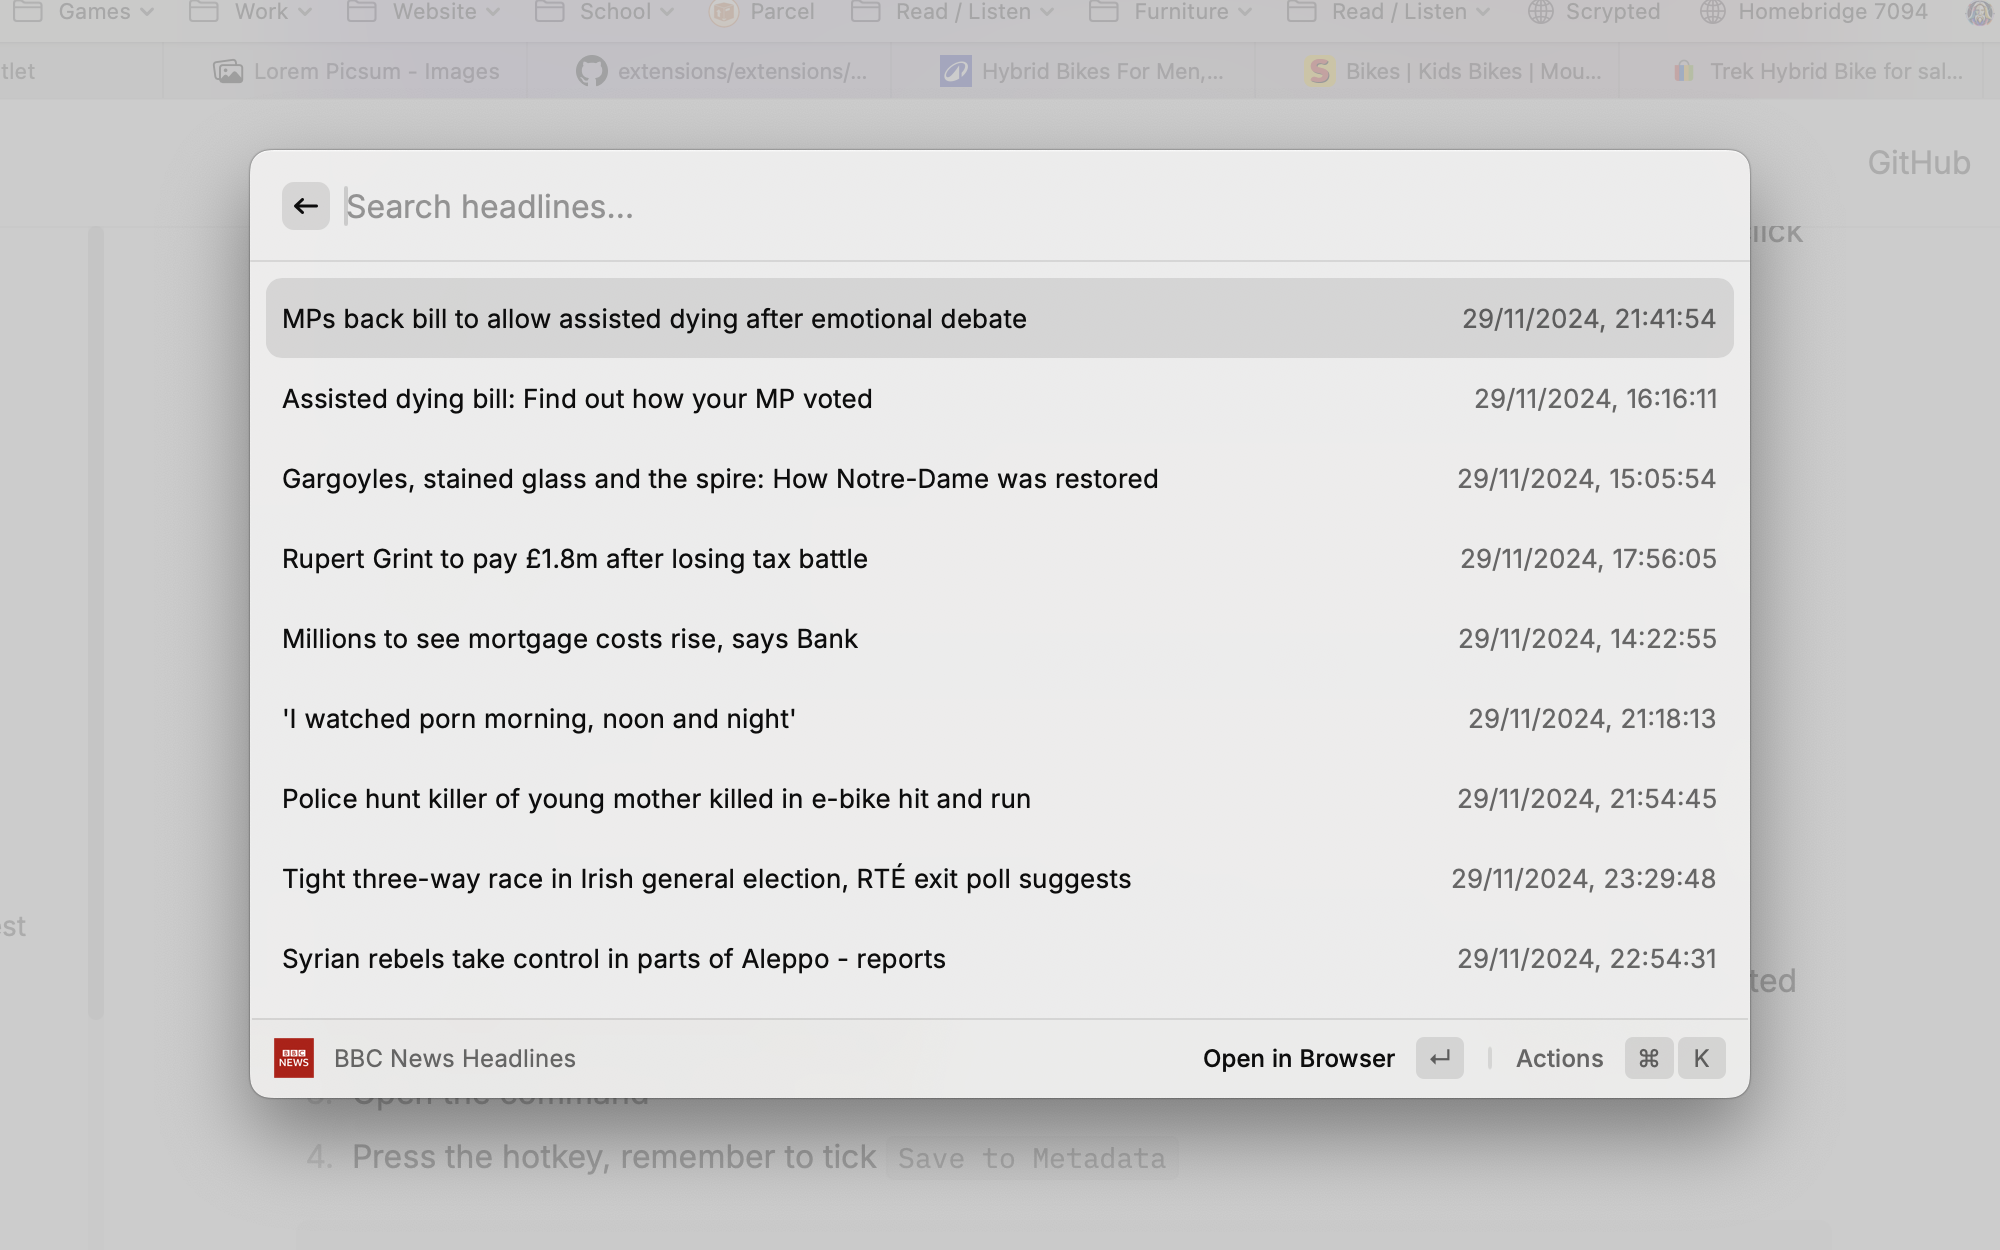 Games Work Website School Parcel Read / Listen Furniture Read / Listen Scrypted Homebridge 7094
tlet Lorem Picsum - Images extensions/extensions/... Hybrid Bikes For Men,... Bikes | Kids Bikes | Mou... Trek Hybrid Bike for sal...
GitHub
Search headlines...
MPs back bill to allow assisted dying after emotional debate 29/11/2024, 21:41:54
Assisted dying bill: Find out how your MP voted 29/11/2024, 16:16:11
Gargoyles, stained glass and the spire: How Notre-Dame was restored 29/11/2024, 15:05:54
Rupert Grint to pay £1.8m after losing tax battle 29/11/2024, 17:56:05
Millions to see mortgage costs rise, says Bank 29/11/2024, 14:22:55
'I watched porn morning, noon and night' 29/11/2024, 21:18:13
Police hunt killer of young mother killed in e-bike hit and run 29/11/2024, 21:54:45
Tight three-way race in Irish general election, RTÉ exit poll suggests 29/11/2024, 23:29:48
est
Syrian rebels take control in parts of Aleppo - reports 29/11/2024, 22:54:31
ted
BBC NEWS BBC News Headlines Open in Browser ↵ Actions ⌘ K
3. Open the command
4. Press the hotkey, remember to tick Save to Metadata